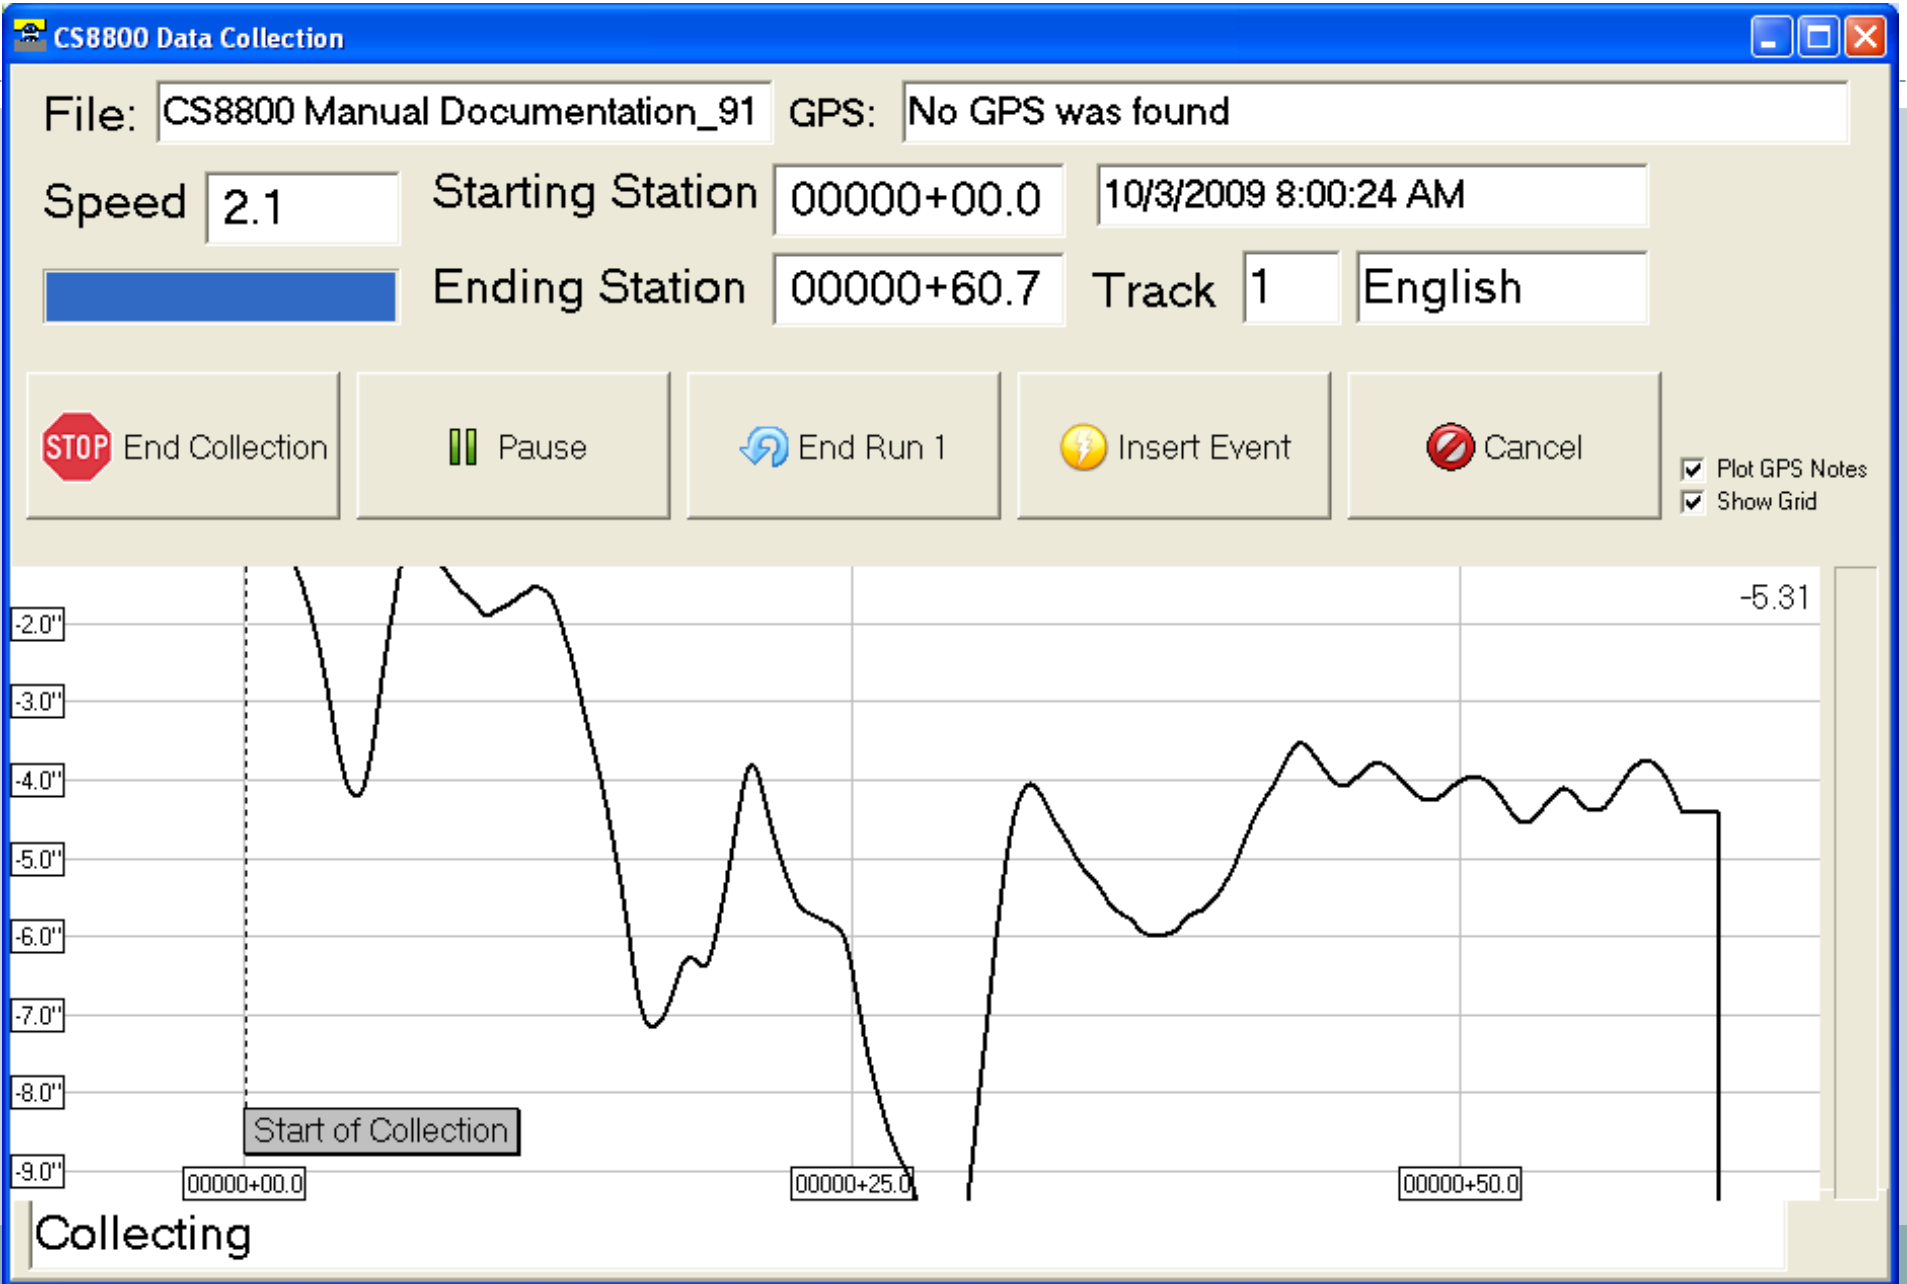 CS8800 Data Collection
File: CS8800 Manual Documentation_91 GPS: No GPS was found
Speed 2.1 Starting Station 00000+00.0 10/3/2009 8:00:24 AM
Ending Station 00000+60.7 Track 1 English
STOP End Collection Pause End Run 1 Insert Event Cancel
Plot GPS Notes
Show Grid
-5.31
-2.0"
-3.0"
-4.0"
-5.0"
-6.0"
-7.0"
-8.0"
Start of Collection
-9.0"
00000+00.0 00000+25.0 00000+50.0
Collecting